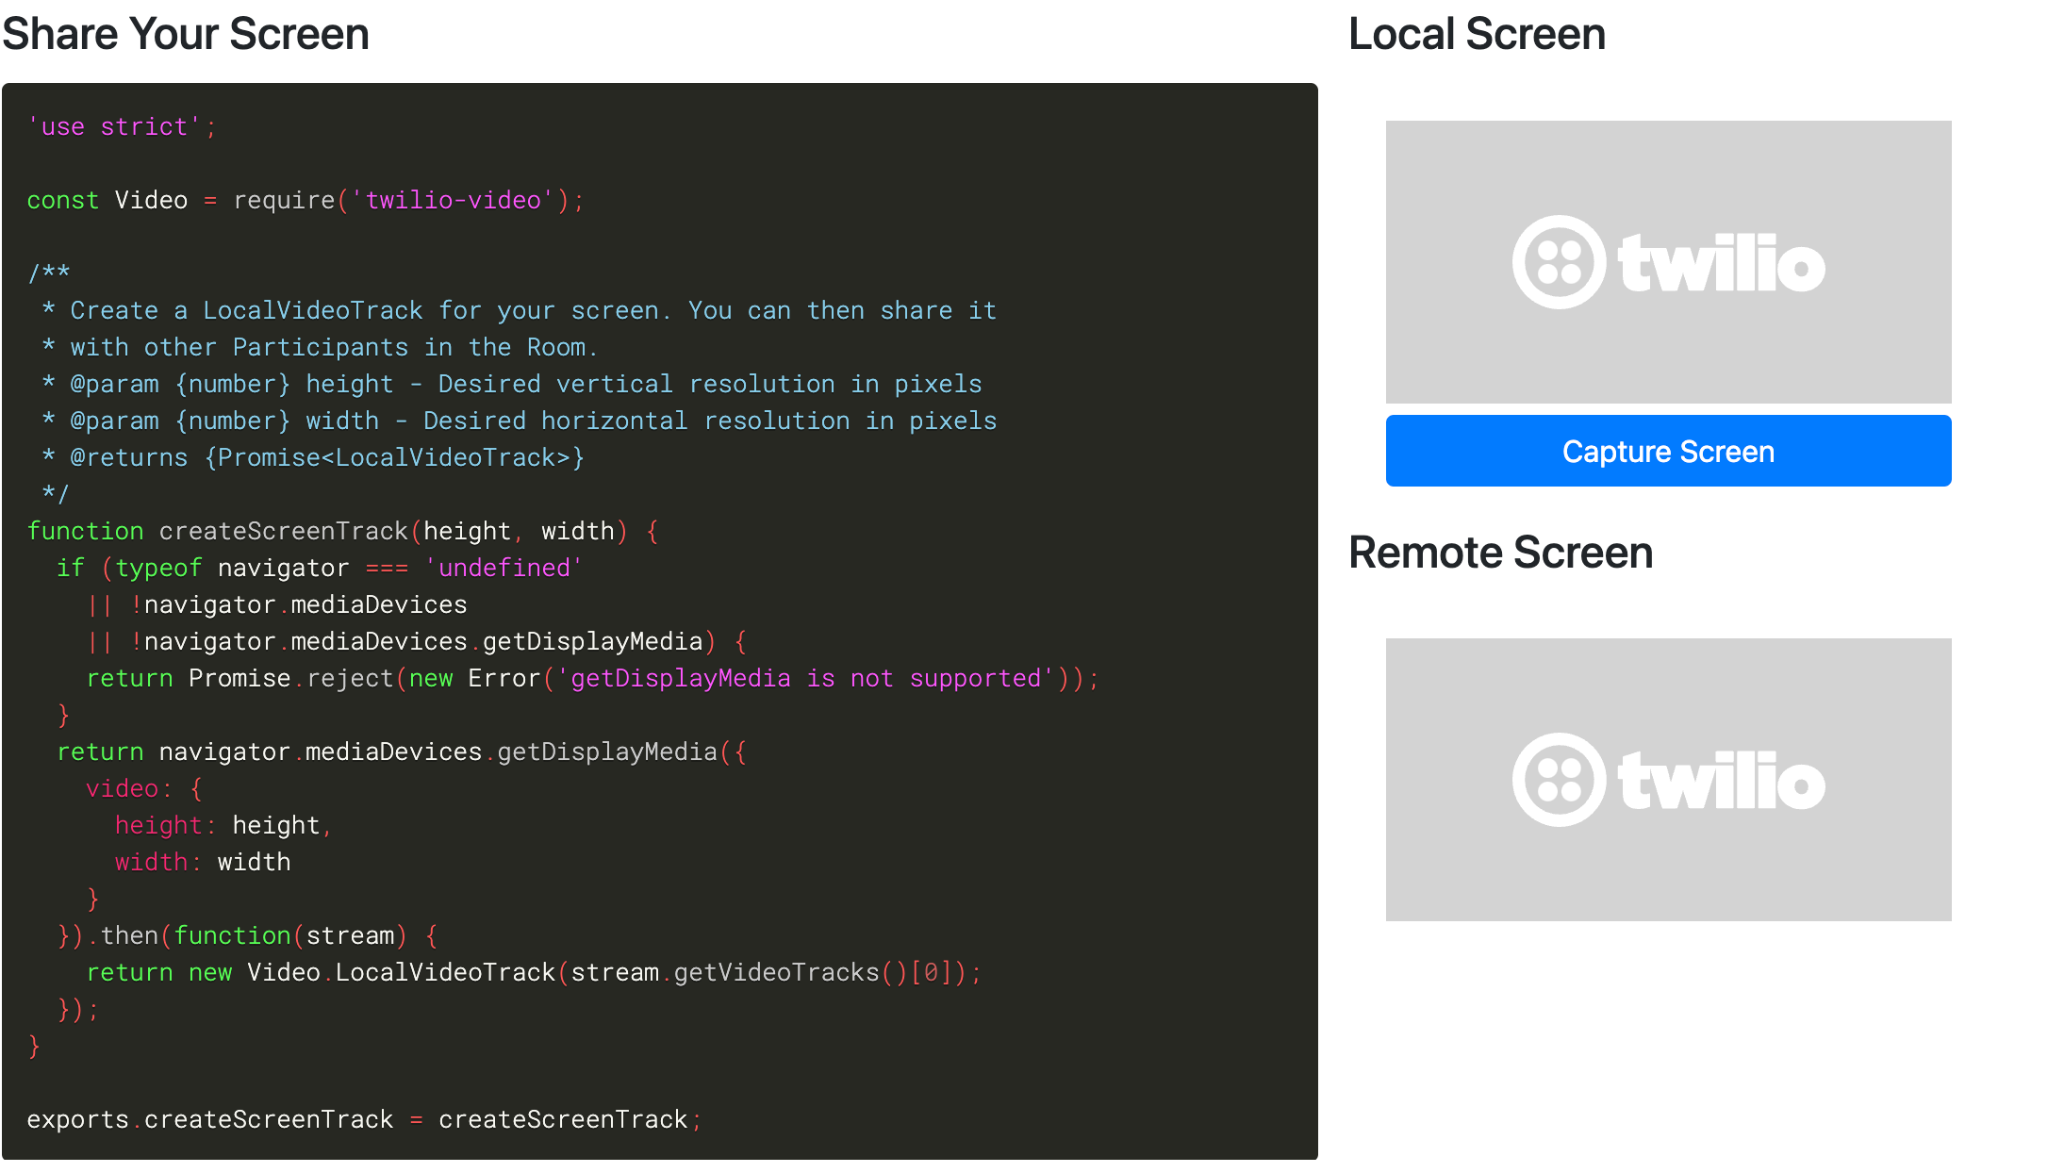 Share Your Screen
'use strict';
const Video = require('twilio-video');
/**
 * Create a LocalVideoTrack for your screen. You can then share it
 * with other Participants in the Room.
 * @param {number} height - Desired vertical resolution in pixels
 * @param {number} width - Desired horizontal resolution in pixels
 * @returns {Promise<LocalVideoTrack>}
 */
function createScreenTrack(height, width) {
  if (typeof navigator === 'undefined'
    || !navigator.mediaDevices
    || !navigator.mediaDevices.getDisplayMedia) {
    return Promise.reject(new Error('getDisplayMedia is not supported'));
  }
  return navigator.mediaDevices.getDisplayMedia({
    video: {
      height: height,
      width: width
    }
  }).then(function(stream) {
    return new Video.LocalVideoTrack(stream.getVideoTracks()[0]);
  });
}
exports.createScreenTrack = createScreenTrack;
Local Screen
twilio
Capture Screen
Remote Screen
twilio